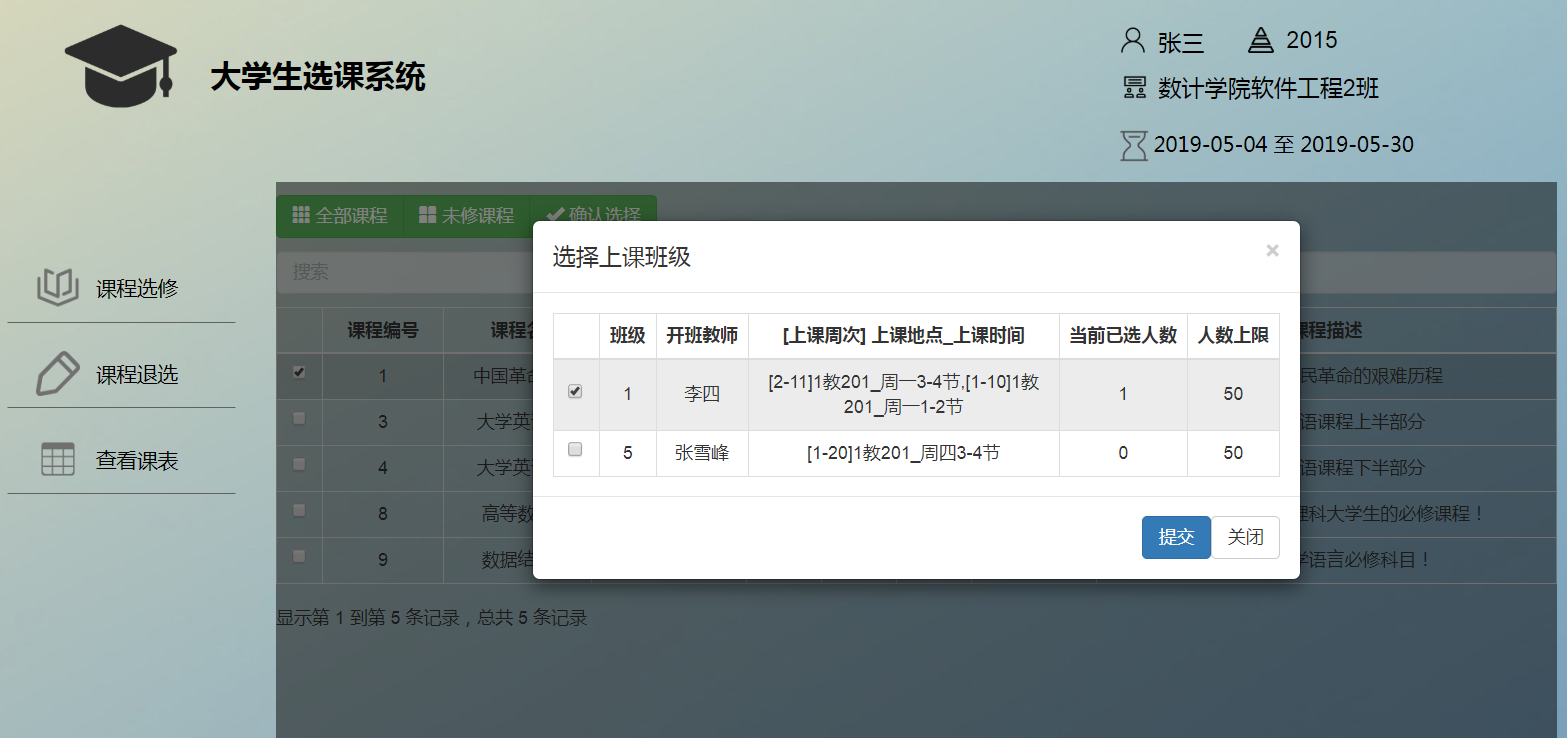 大学生选课系统
张三 2015
数计学院软件工程2班
2019-05-04 至 2019-05-30
课程选修
课程退选
查看课表
全部课程 未修课程 确认选择
搜索
课程编号 课程 课程描述
1 中国革 民革命的艰难历程
3 大学英 语课程上半部分
4 大学英 语课程下半部分
8 高等数 理科大学生的必修课程！
9 数据结 学语言必修科目！
显示第 1 到第 5 条记录，总共 5 条记录
选择上课班级 ×
班级 开班教师 [上课周次] 上课地点_上课时间 当前已选人数 人数上限
1 李四 [2-11]1教201_周一3-4节,[1-10]1教
201_周一1-2节 1 50
5 张雪峰 [1-20]1教201_周四3-4节 0 50
提交 关闭